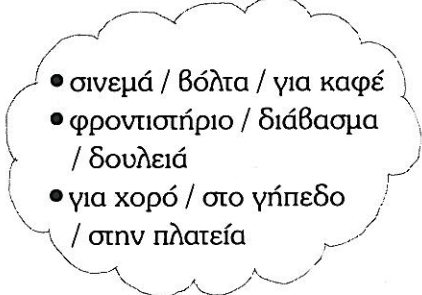 • σινεμά / βόλτα / για καφέ
• φροντιστήριο / διάβασμα
/ δουλειά
• για χορό / στο γήπεδο
/ στην πλατεία